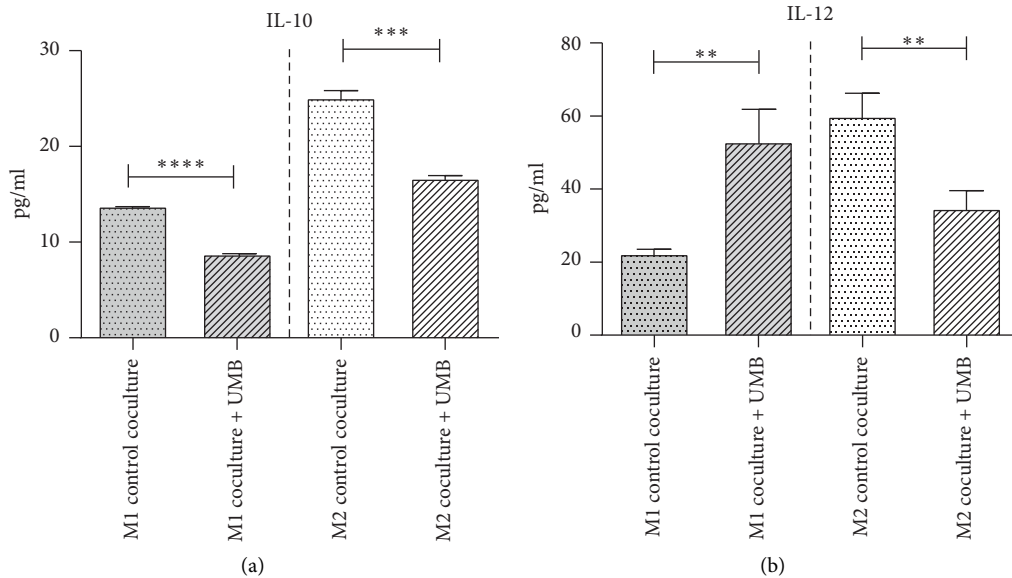 IL-10
pg/ml
30
20
10
0
****
***
M1 control coculture
M1 coculture + UMB
M2 control coculture
M2 coculture + UMB
(a)
IL-12
pg/ml
80
60
40
20
0
**
**
M1 control coculture
M1 coculture + UMB
M2 control coculture
M2 coculture + UMB
(b)